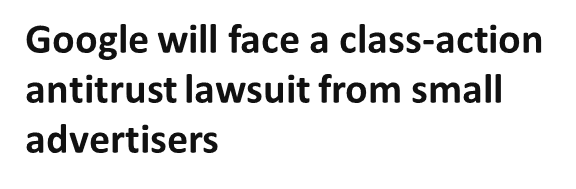 Google will face a class-action
antitrust lawsuit from small
advertisers